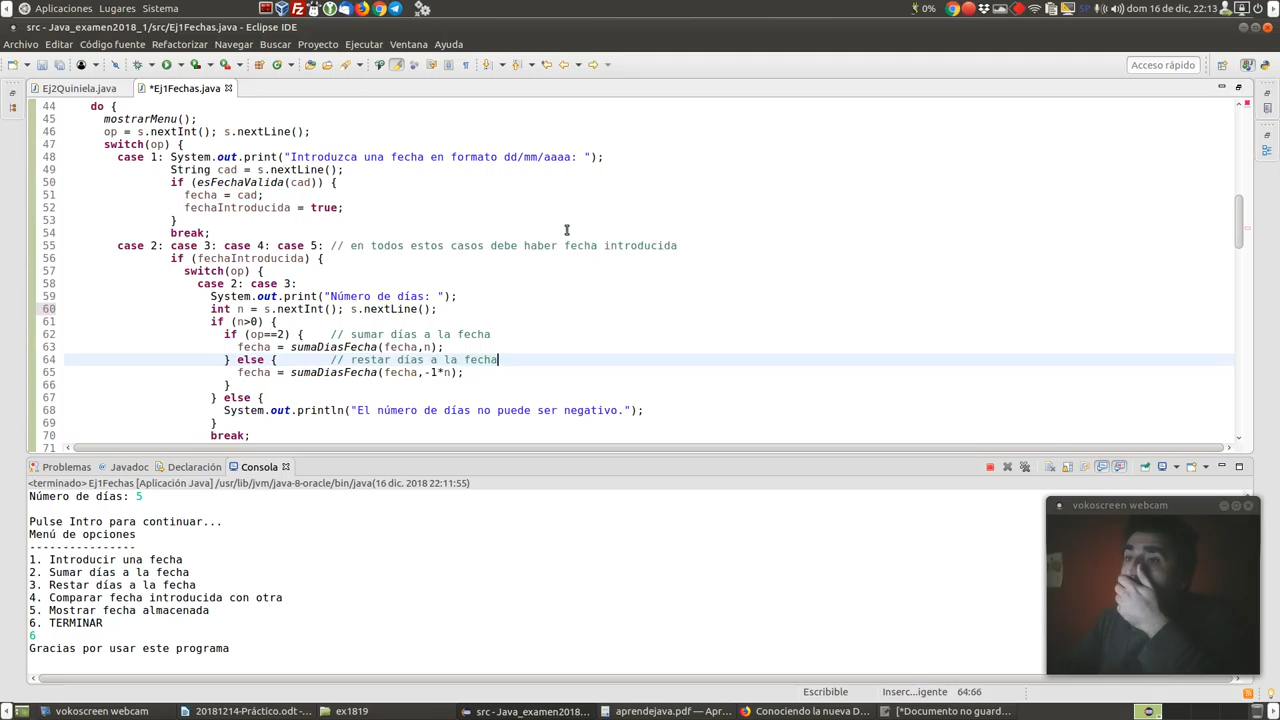 Aplicaciones Lugares Sistema 0% SP dom 16 de dic, 22:13
src - Java_examen2018_1/src/Ej1Fechas.java - Eclipse IDE
Archivo Editar Código fuente Refactorizar Navegar Buscar Proyecto Ejecutar Ventana Ayuda
Acceso rápido
Ej2Quiniela.java *Ej1Fechas.java
44 do {
45 mostrarMenu();
46 op = s.nextInt(); s.nextLine();
47 switch(op) {
48 case 1: System.out.print("Introduzca una fecha en formato dd/mm/aaaa: ");
49 String cad = s.nextLine();
50 if (esFechaValida(cad)) {
51 fecha = cad;
52 fechaIntroducida = true;
53 }
54 break;
55 case 2: case 3: case 4: case 5: // en todos estos casos debe haber fecha introducida
56 if (fechaIntroducida) {
57 switch(op) {
58 case 2: case 3:
59 System.out.print("Número de días: ");
60 int n = s.nextInt(); s.nextLine();
61 if (n>0) {
62 if (op==2) { // sumar días a la fecha
63 fecha = sumaDiasFecha(fecha,n);
64 } else { // restar días a la fecha
65 fecha = sumaDiasFecha(fecha,-1*n);
66 }
67 } else {
68 System.out.println("El número de días no puede ser negativo.");
69 }
70 break;
71
Problemas Javadoc Declaración Consola
<terminado> Ej1Fechas [Aplicación Java] /usr/lib/jvm/java-8-oracle/bin/java (16 dic. 2018 22:11:55)
Número de días: 5
Pulse Intro para continuar...
Menú de opciones
----------------
1. Introducir una fecha
2. Sumar días a la fecha
3. Restar días a la fecha
4. Comparar fecha introducida con otra
5. Mostrar fecha almacenada
6. TERMINAR
6
Gracias por usar este programa
vokoscreen webcam
Escribible Inserc...igente 64:66
vokoscreen webcam 20181214-Práctico.odt -... ex1819 src - Java_examen2018... aprendejava.pdf — Apr... Conociendo la nueva D... [*Documento no guard...